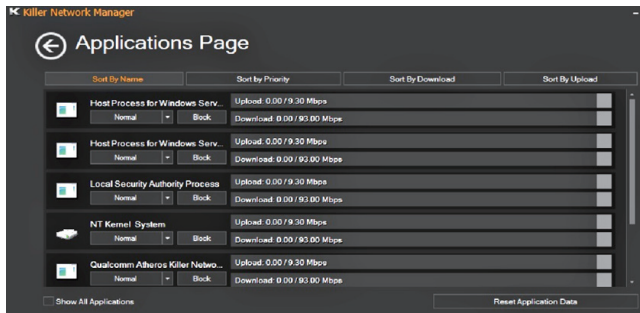 Killer Network Manager
Applications Page
Sort By Name Sort by Priority Sort By Download Sort By Upload
Host Process for Windows Serv... Upload: 0.00 / 9.30 Mbps
Normal Block Download: 0.00 / 93.00 Mbps
Host Process for Windows Serv... Upload: 0.00 / 9.30 Mbps
Normal Block Download: 0.00 / 93.00 Mbps
Local Security Authority Process Upload: 0.00 / 9.30 Mbps
Normal Block Download: 0.00 / 93.00 Mbps
NT Kernel System Upload: 0.00 / 9.30 Mbps
Normal Block Download: 0.00 / 93.00 Mbps
Qualcomm Atheros Killer Netwo... Upload: 0.00 / 9.30 Mbps
Normal Block Download: 0.00 / 93.00 Mbps
Show All Applications Reset Application Data